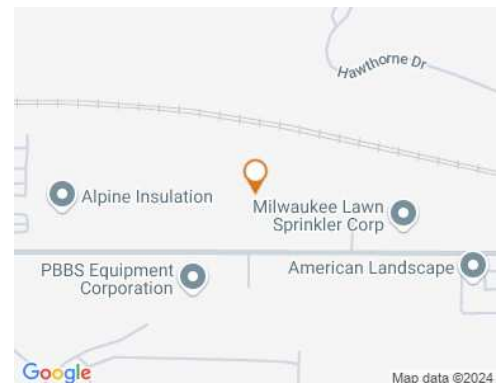 Hawthorne Dr
Alpine Insulation
Milwaukee Lawn
Sprinkler Corp
PBBS Equipment
Corporation
American Landscape
Google
Map data ©2024